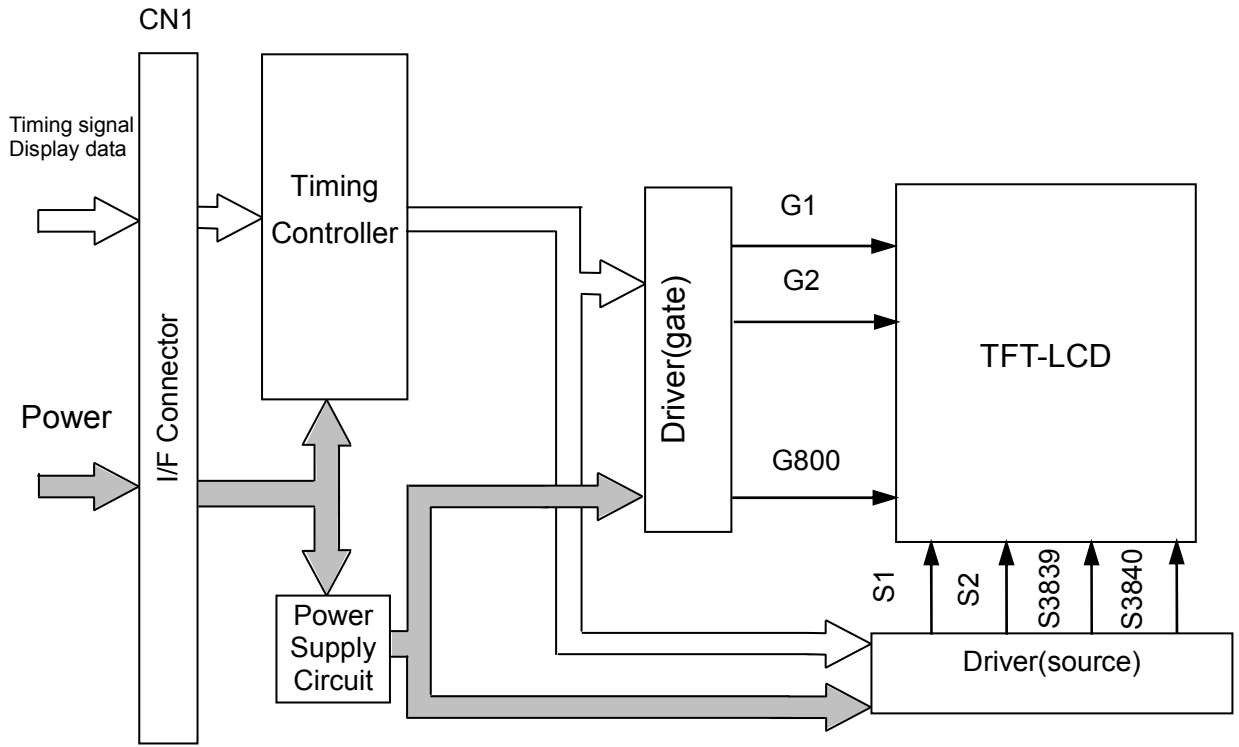 CN1
Timing signal
Display data
Power
I/F Connector
Timing
Controller
Power
Supply
Circuit
Driver(gate)
G1
G2
G800
TFT-LCD
S1
S2
S3839
S3840
Driver(source)